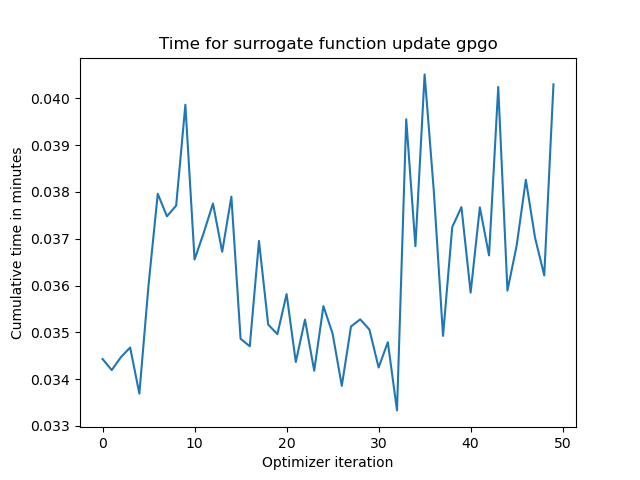 Time for surrogate function update gpgo
Cumulative time in minutes
0.040
0.039
0.038
0.037
0.036
0.035
0.034
0.033
0 10 20 30 40 50
Optimizer iteration